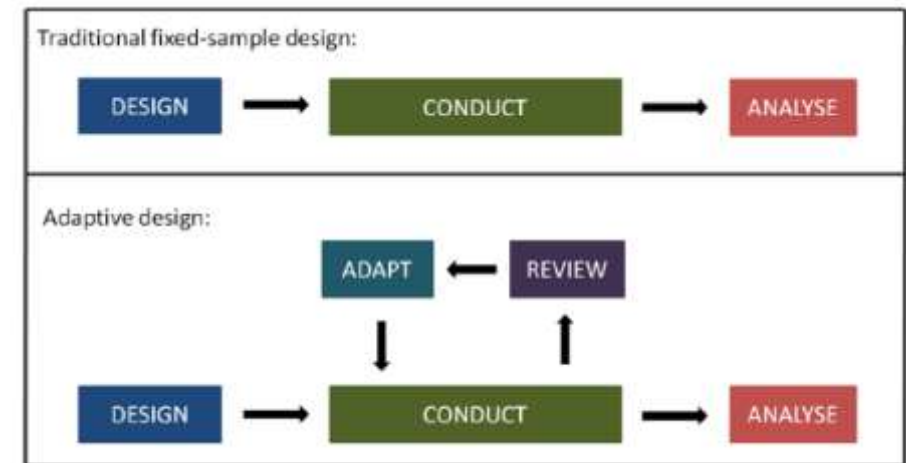 Traditional fixed-sample design:
DESIGN
CONDUCT
ANALYSE
Adaptive design:
ADAPT
REVIEW
DESIGN
CONDUCT
ANALYSE